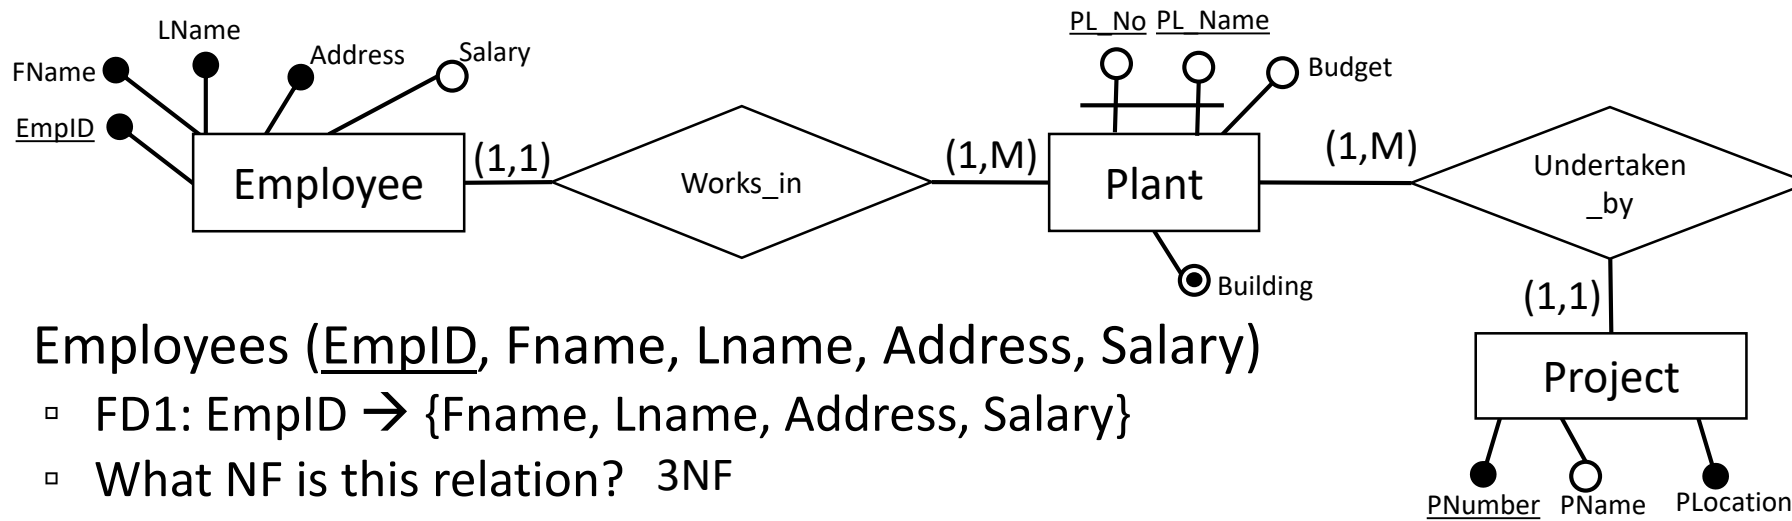 LName
FName
Address
Salary
EmpID
Employee
(1,1)
Works_in
(1,M)
PL_No PL_Name
Budget
Plant
Building
(1,M)
Undertaken
_by
(1,1)
Project
PNumber PName PLocation
Employees (EmpID, Fname, Lname, Address, Salary)
▫ FD1: EmpID → {Fname, Lname, Address, Salary}
▫ What NF is this relation? 3NF